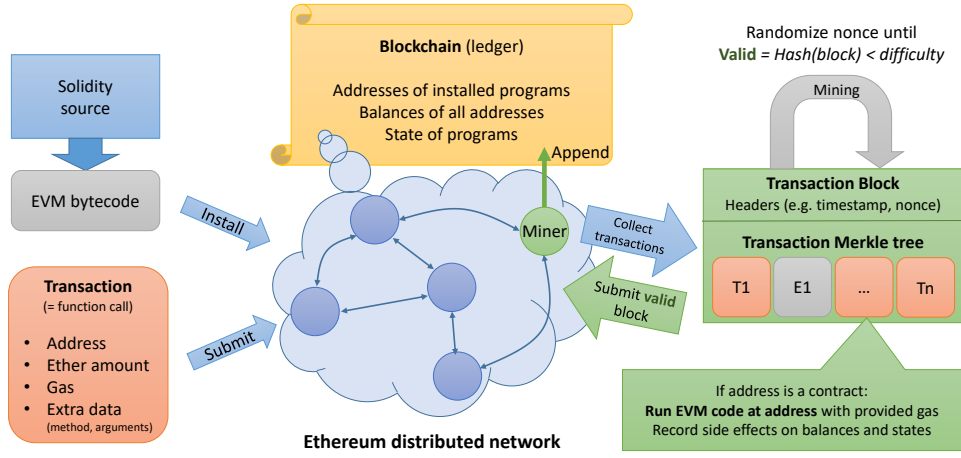 Solidity
source
EVM bytecode
Transaction
(= function call)
• Address
• Ether amount
• Gas
• Extra data
(method, arguments)
Install
Submit
Blockchain (ledger)
Addresses of installed programs
Balances of all addresses
State of programs
Append
Miner
Ethereum distributed network
Collect
transactions
Submit valid
block
Randomize nonce until
Valid = Hash(block) < difficulty
Mining
Transaction Block
Headers (e.g. timestamp, nonce)
Transaction Merkle tree
T1 E1 ... Tn
If address is a contract:
Run EVM code at address with provided gas
Record side effects on balances and states